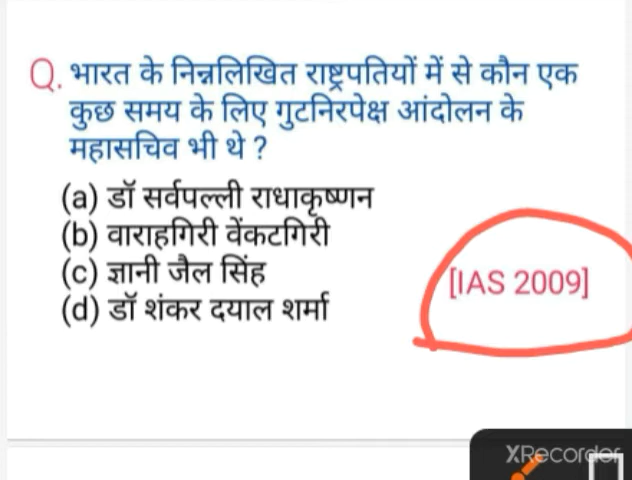 Q. भारत के निन्नलिखित राष्ट्रपतियों में से कौन एक
कुछ समय के लिए गुटनिरपेक्ष आंदोलन के
महासचिव भी थे ?
(a) डॉ सर्वपल्ली राधाकृष्णन
(b) वाराहगिरी वेंकटगिरी
(c) ज्ञानी जैल सिंह
(d) डॉ शंकर दयाल शर्मा
[IAS 2009]
XRecorder